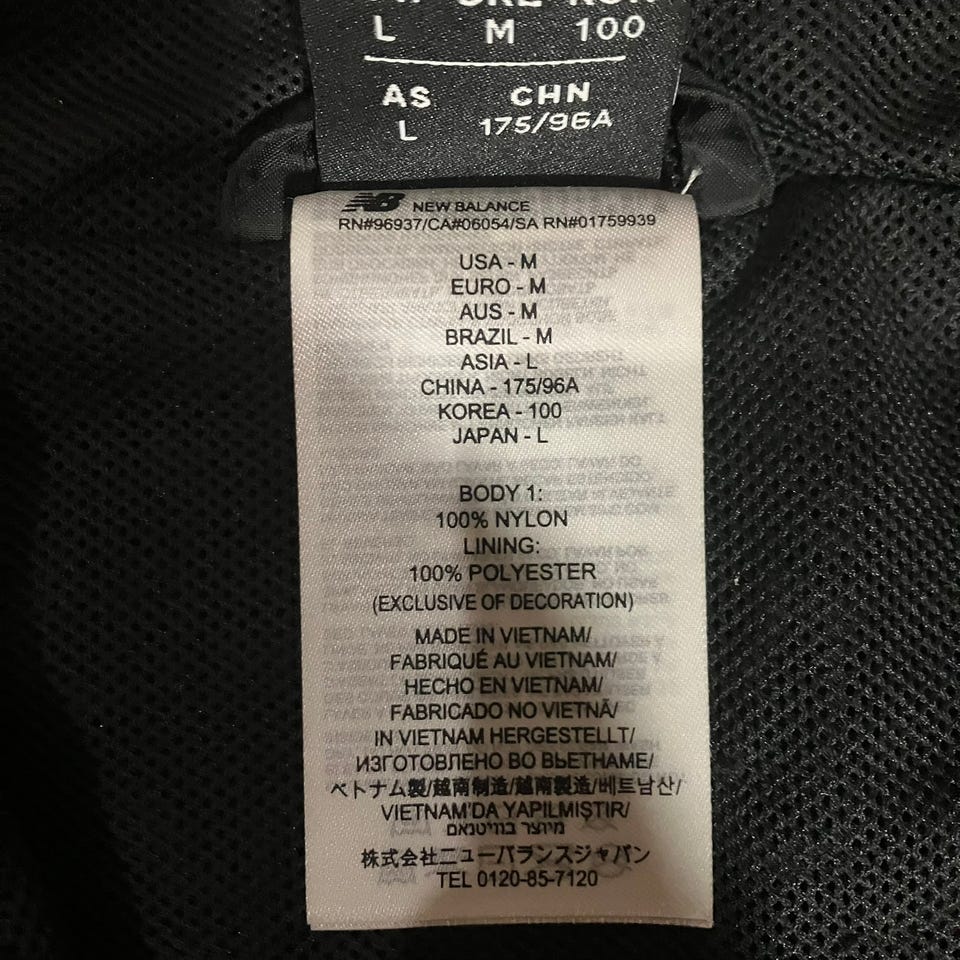 BRZ KOR
L M 100
AS CHN
L 175/96A
NB NEW BALANCE
RN#96937/CA#06054/SA RN#01759939
USA - M
EURO - M
AUS - M
BRAZIL - M
ASIA - L
CHINA - 175/96A
KOREA - 100
JAPAN - L
BODY 1:
100% NYLON
LINING:
100% POLYESTER
(EXCLUSIVE OF DECORATION)
MADE IN VIETNAM/
FABRIQUÉ AU VIETNAM/
HECHO EN VIETNAM/
FABRICADO NO VIETNÃ/
IN VIETNAM HERGESTELLT/
ИЗГОТОВЛЕНО ВО ВЬЕТНАМЕ/
ベトナム製/越南制造/越南製造/베트남산/
VIETNAM'DA YAPILMIŞTIR/
מיוצר בווייטנאם
株式会社ニューバランスジャパン
TEL 0120-85-7120